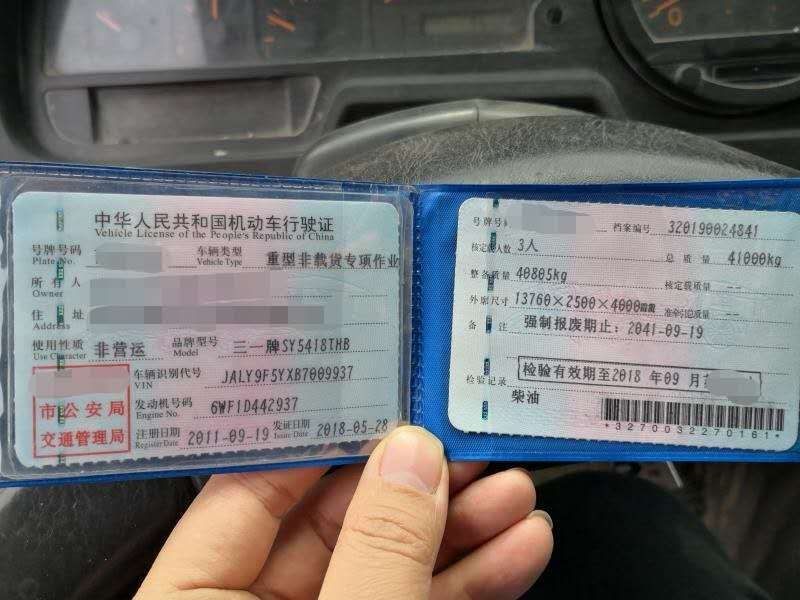 中华人民共和国机动车行驶证
Vehicle License of the People's Republic of China
号牌号码
Plate No.
车辆类型 重型非载货专项作业
Vehicle Type
所有人
Owner
住址
Address
使用性质 非营运
Use Character
品牌型号 三一牌SY5418THB
Model
市公安局
交通管理局
车辆识别代号 JALY9F5YXB7009937
VIN
发动机号码 6WF1D442937
Engine No.
注册日期 2011-09-19
Register Date
发证日期 2018-05-28
Issue Date
号牌号
档案编号 320190024841
核定载人数 3人
总质量 41000kg
整备质量 40805kg
核定载质量 --
外廓尺寸 13760×2500×4000
准牵引总质量 --
备注 强制报废期止：2041-09-19
检验记录
检验有效期至2018 年09 月
柴油
*3270032270161*